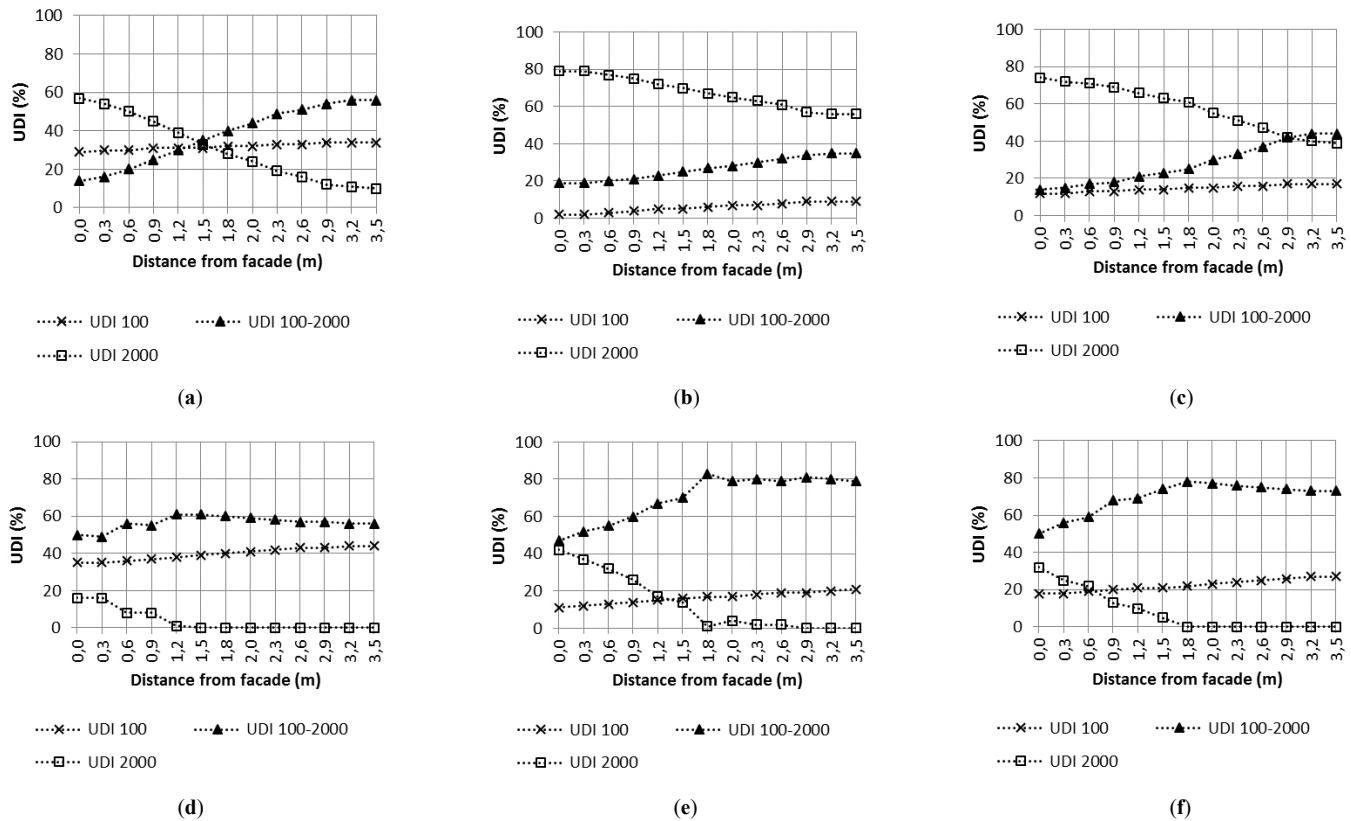 100
80
60
40
20
0
UDI (%)
0,0 0,3 0,6 0,9 1,2 1,5 1,8 2,0 2,3 2,6 2,9 3,2 3,5
Distance from facade (m)
UDI 100 UDI 100-2000
UDI 2000
(a)
100
80
60
40
20
0
UDI (%)
0,0 0,3 0,6 0,9 1,2 1,5 1,8 2,0 2,3 2,6 2,9 3,2 3,5
Distance from facade (m)
UDI 100 UDI 100-2000
UDI 2000
(b)
100
80
60
40
20
0
UDI (%)
0,0 0,3 0,6 0,9 1,2 1,5 1,8 2,0 2,3 2,6 2,9 3,2 3,5
Distance from facade (m)
UDI 100 UDI 100-2000
UDI 2000
(c)
100
80
60
40
20
0
UDI (%)
0,0 0,3 0,6 0,9 1,2 1,5 1,8 2,0 2,3 2,6 2,9 3,2 3,5
Distance from facade (m)
UDI 100 UDI 100-2000
UDI 2000
(d)
100
80
60
40
20
0
UDI (%)
0,0 0,3 0,6 0,9 1,2 1,5 1,8 2,0 2,3 2,6 2,9 3,2 3,5
Distance from facade (m)
UDI 100 UDI 100-2000
UDI 2000
(e)
100
80
60
40
20
0
UDI (%)
0,0 0,3 0,6 0,9 1,2 1,5 1,8 2,0 2,3 2,6 2,9 3,2 3,5
Distance from facade (m)
UDI 100 UDI 100-2000
UDI 2000
(f)